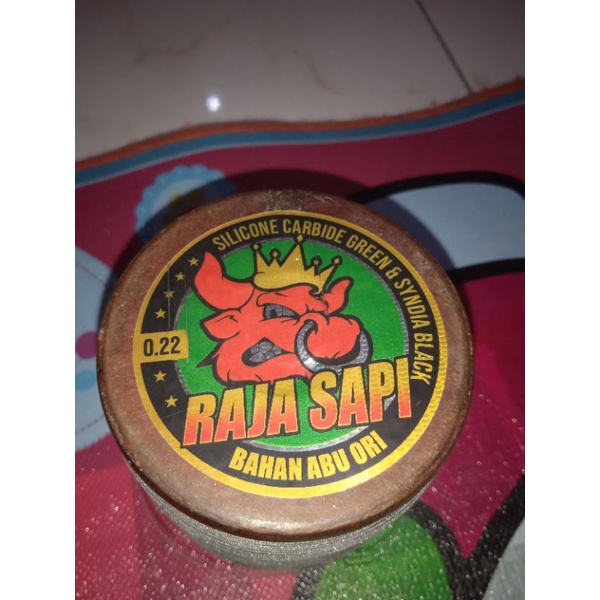 SILICONE CARBIDE GREEN & SYNDIA BLACK
0.22
RAJA SAPI
BAHAN ABU ORI